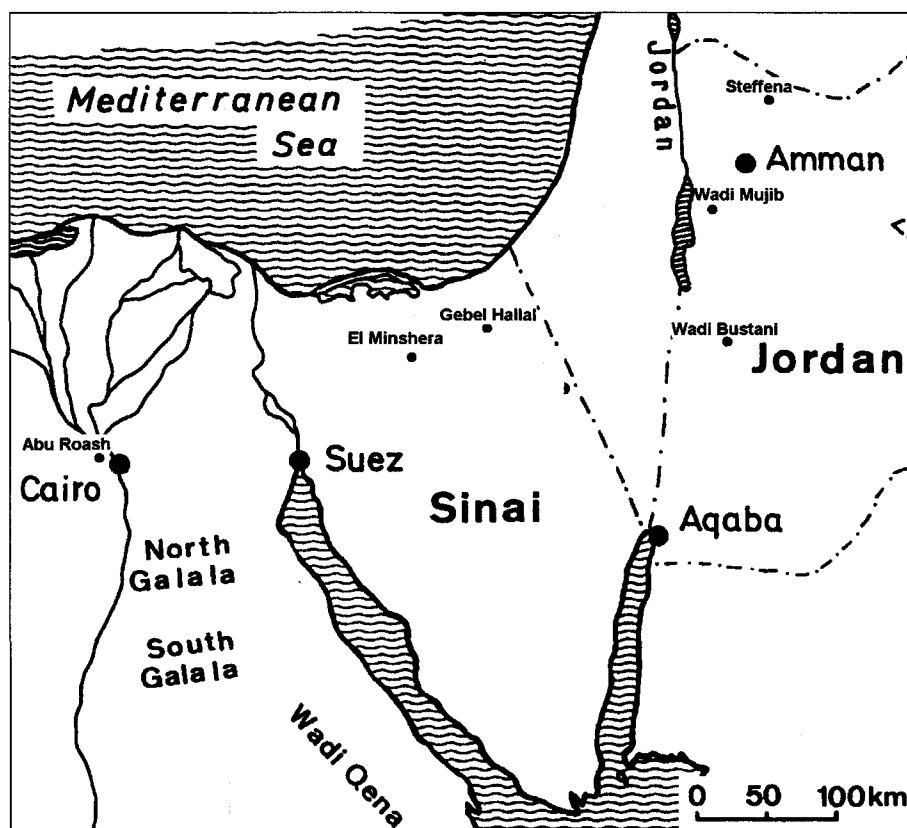 Mediterranean
Sea
Jordan
Steffena
Amman
Wadi Mujib
Gebel Hallal
El Minshera
Wadi Bustani
Jordan
Abu Roash
Cairo
Suez
Sinai
Aqaba
North
Galala
South
Galala
Wadi Qena
0 50 100km